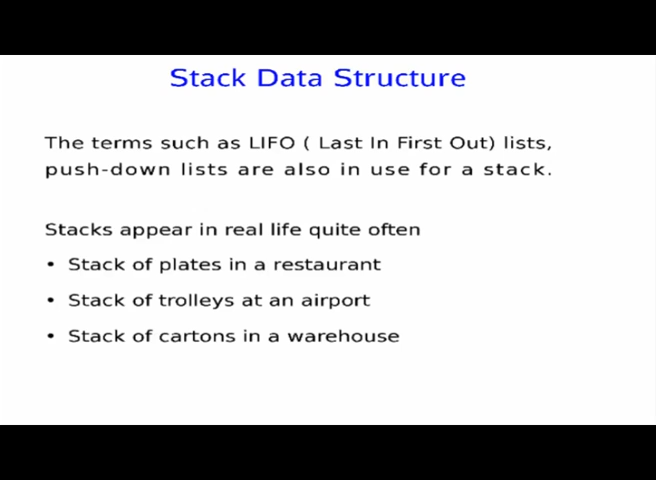 Stack Data Structure
The terms such as LIFO ( Last In First Out) lists,
push-down lists are also in use for a stack.
Stacks appear in real life quite often
• Stack of plates in a restaurant
• Stack of trolleys at an airport
• Stack of cartons in a warehouse